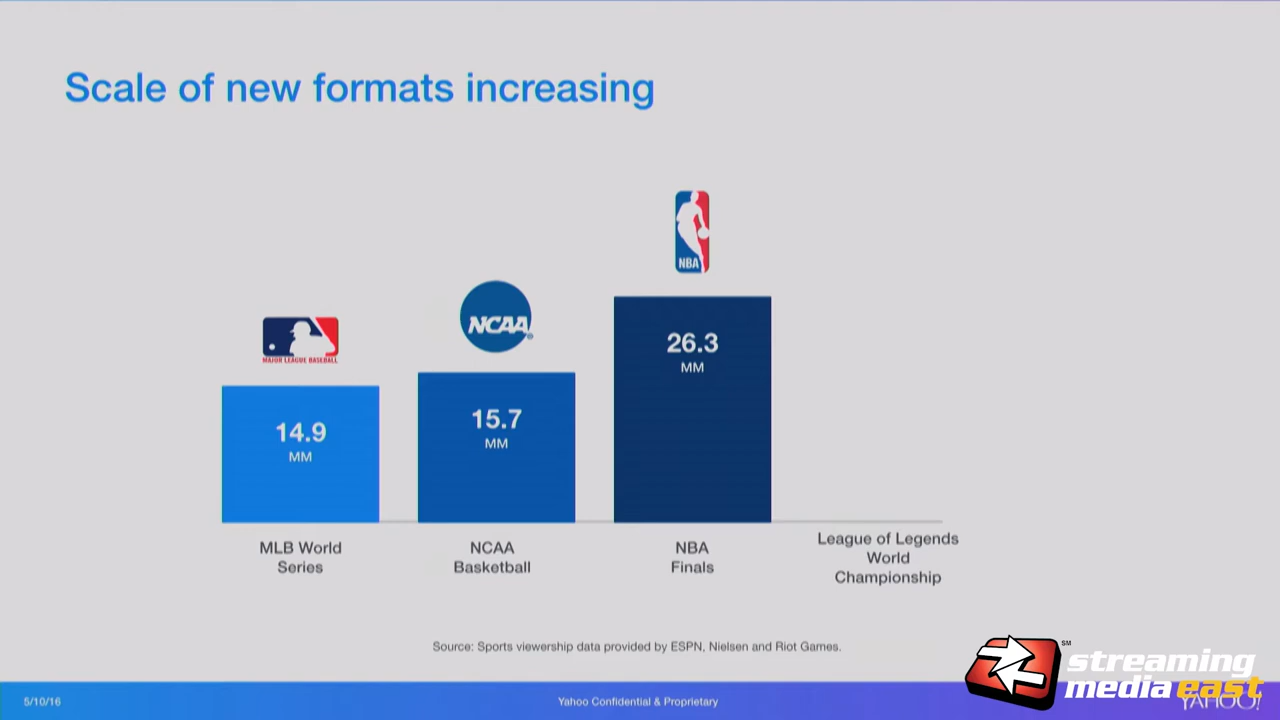 Scale of new formats increasing
NBA
NCAA
MAJOR LEAGUE BASEBALL
26.3
MM
15.7
MM
14.9
MM
MLB World
Series
NCAA
Basketball
NBA
Finals
League of Legends
World
Championship
Source: Sports viewership data provided by ESPN, Nielsen and Riot Games.
SM
streaming
media east
5/10/16
Yahoo Confidential & Proprietary
YAHOO!